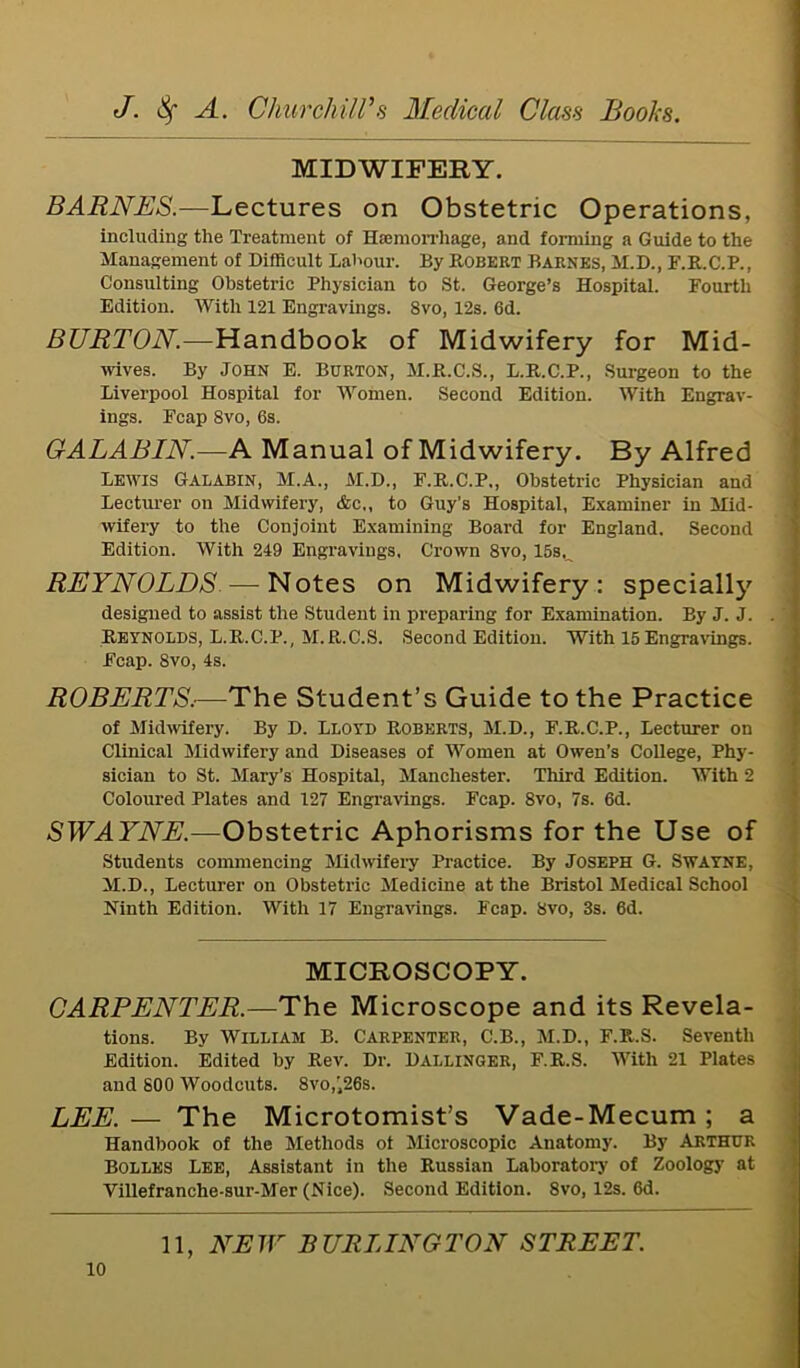 J. & A. Churchill's Medical Class Books.
MIDWIFERY.
BARNES.—Lectures on Obstetric Operations,
including the Treatment of Hæmorrhage, and forming a Guide to the
Management of Difficult Labour. By ROBERT BARNES, M.D., F.R.C.P.,
Consulting Obstetric Physician to St. George's Hospital. Fourth
Edition. With 121 Engravings. 8vo, 12s. 6d.
BURTON.—Handbook of Midwifery for Mid-
wives. By JOHN E. BURTON, M.R.C.S., L.R.C.P., Surgeon to the
Liverpool Hospital for Women. Second Edition. With Engrav-
ings. Fcap 8vo, 6s.
GALABIN.—A Manual of Midwifery. By Alfred
LEWIS GALABIN, M.A., M.D., F.R.C.P., Obstetric Physician and
Lecturer on Midwifery, &c., to Guy's Hospital, Examiner in Mid-
wifery to the Conjoint Examining Board for England. Second
Edition. With 249 Engravings, Crown 8vo, 15s.
REYNOLDS — Notes on Midwifery: specially
designed to assist the Student in preparing for Examination. By J. J.
REYNOLDS, L.R.C.P., M.R.C.S. Second Edition. With 15 Engravings.
Fcap. 8vo, 4s.
ROBERTS.—The Student's Guide to the Practice
of Midwifery. By D. LLOYD ROBERTS, M.D., F.R.C.P., Lecturer on
Clinical Midwifery and Diseases of Women at Owen's College, Phy-
sician to St. Mary's Hospital, Manchester. Third Edition. With 2
Coloured Plates and 127 Engravings. Fcap. 8vo, 7s. 6d.
SWAYNE.—Obstetric Aphorisms for the Use of
Students commencing Midwifery Practice. By JOSEPH G. SWAYNE,
M.D., Lecturer on Obstetric Medicine at the Bristol Medical School
Ninth Edition. With 17 Engravings. Fcap. 8vo, 3s. 6d.
MICROSCOPY.
CARPENTER.—The Microscope and its Revela-
tions. By WILLIAM B. CARPENTER, C.B., M.D., F.R.S. Seventh
Edition. Edited by Rev. Dr. DALLINGER, F.R.S. With 21 Plates
and 800 Woodcuts. 8vo, 26s.
LEE. — The Microtomist's Vade-Mecum; a
Handbook of the Methods of Microscopic Anatomy. By ARTHUR
BOLLES LEE, Assistant in the Russian Laboratory of Zoology at
Villefranche-sur-Mer (Nice). Second Edition. 8vo, 12s. 6d.
11, NEW BURLINGTON STREET.
10